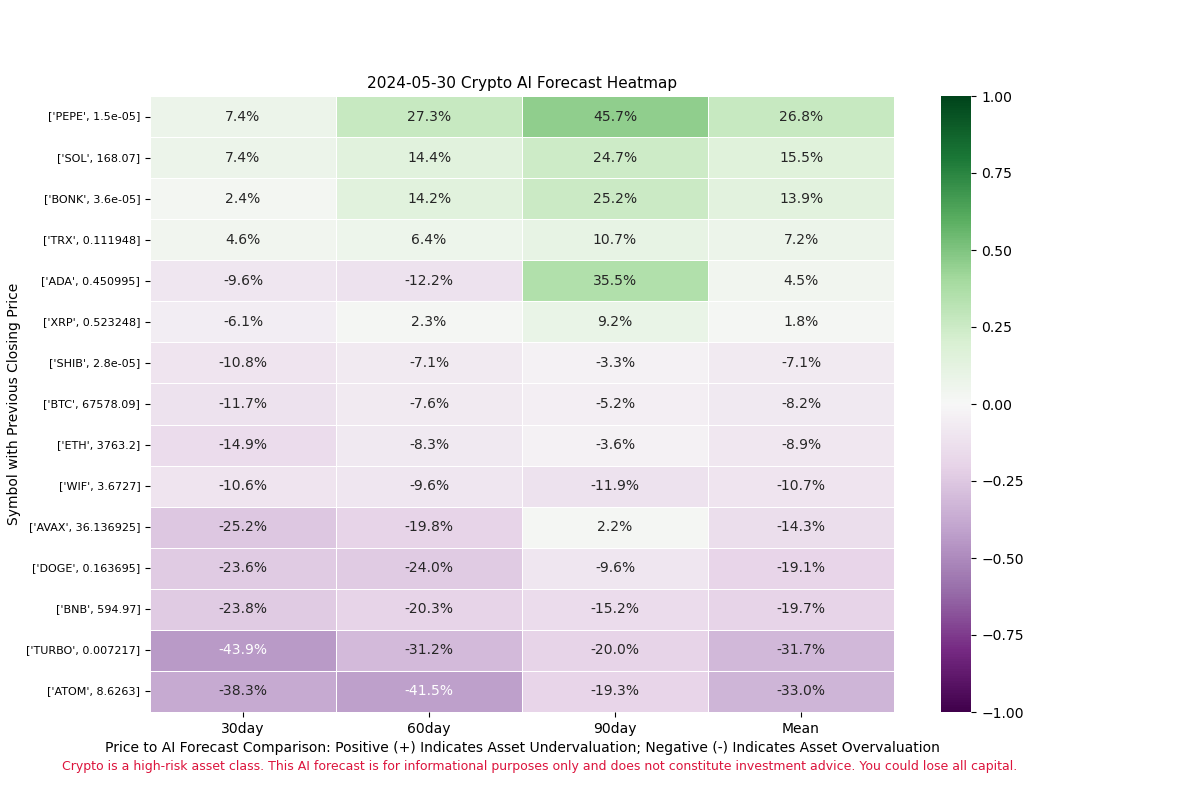 2024-05-30 Crypto AI Forecast Heatmap
Symbol with Previous Closing Price
['PEPE', 1.5e-05] 7.4% 27.3% 45.7% 26.8%
['SOL', 168.07] 7.4% 14.4% 24.7% 15.5%
['BONK', 3.6e-05] 2.4% 14.2% 25.2% 13.9%
['TRX', 0.111948] 4.6% 6.4% 10.7% 7.2%
['ADA', 0.450995] -9.6% -12.2% 35.5% 4.5%
['XRP', 0.523248] -6.1% 2.3% 9.2% 1.8%
['SHIB', 2.8e-05] -10.8% -7.1% -3.3% -7.1%
['BTC', 67578.09] -11.7% -7.6% -5.2% -8.2%
['ETH', 3763.2] -14.9% -8.3% -3.6% -8.9%
['WIF', 3.6727] -10.6% -9.6% -11.9% -10.7%
['AVAX', 36.136925] -25.2% -19.8% 2.2% -14.3%
['DOGE', 0.163695] -23.6% -24.0% -9.6% -19.1%
['BNB', 594.97] -23.8% -20.3% -15.2% -19.7%
['TURBO', 0.007217] -43.9% -31.2% -20.0% -31.7%
['ATOM', 8.6263] -38.3% -41.5% -19.3% -33.0%
30day 60day 90day Mean
1.00
0.75
0.50
0.25
0.00
−0.25
−0.50
−0.75
−1.00
Price to AI Forecast Comparison: Positive (+) Indicates Asset Undervaluation; Negative (-) Indicates Asset Overvaluation
Crypto is a high-risk asset class. This AI forecast is for informational purposes only and does not constitute investment advice. You could lose all capital.